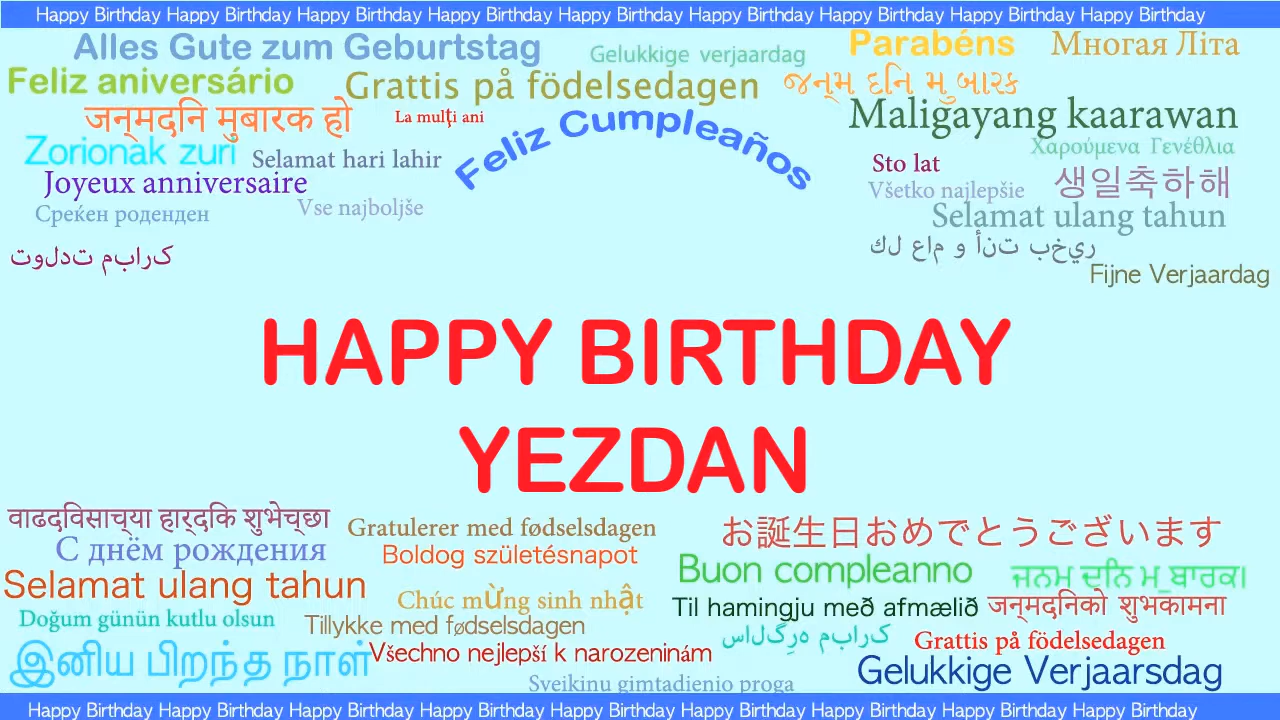 Happy Birthday Happy Birthday Happy Birthday Happy Birthday Happy Birthday Happy Birthday Happy Birthday Happy Birthday Happy Birthday
Alles Gute zum Geburtstag
Gelukkige verjaardag
Parabéns
Многая Літа
Feliz aniversário
Grattis på födelsedagen
જન્મ દિન મુબારક
जन्मदिन मुबारक हो
La mulţi ani
Feliz Cumpleaños
Maligayang kaarawan
Zorionak zuri
Selamat hari lahir
Χαρούμενα Γενέθλια
Sto lat
Joyeux anniversaire
Všetko najlepšie
생일축하해
Среќен роденден
Vse najboljše
Selamat ulang tahun
تولدت مبارک
كل عام و أنت بخير
Fijne Verjaardag
HAPPY BIRTHDAY
YEZDAN
वाढदिवसाच्या हार्दिक शुभेच्छा
Gratulerer med fødselsdagen
お誕生日おめでとうございます
С днём рождения
Boldog születésnapot
Buon compleanno
ਜਨਮ ਦਿਨ ਮੁਬਾਰਕ।
Selamat ulang tahun
Chúc mừng sinh nhật
Til hamingju með afmælið
जन्मदिनको शुभकामना
Doğum günün kutlu olsun
Tillykke med fødselsdagen
سالگرہ مبارک
Grattis på födelsedagen
இனிய பிறந்த நாள்
Všechno nejlepší k narozeninám
Gelukkige Verjaarsdag
Sveikinu gimtadienio proga
Happy Birthday Happy Birthday Happy Birthday Happy Birthday Happy Birthday Happy Birthday Happy Birthday Happy Birthday Happy Birthday